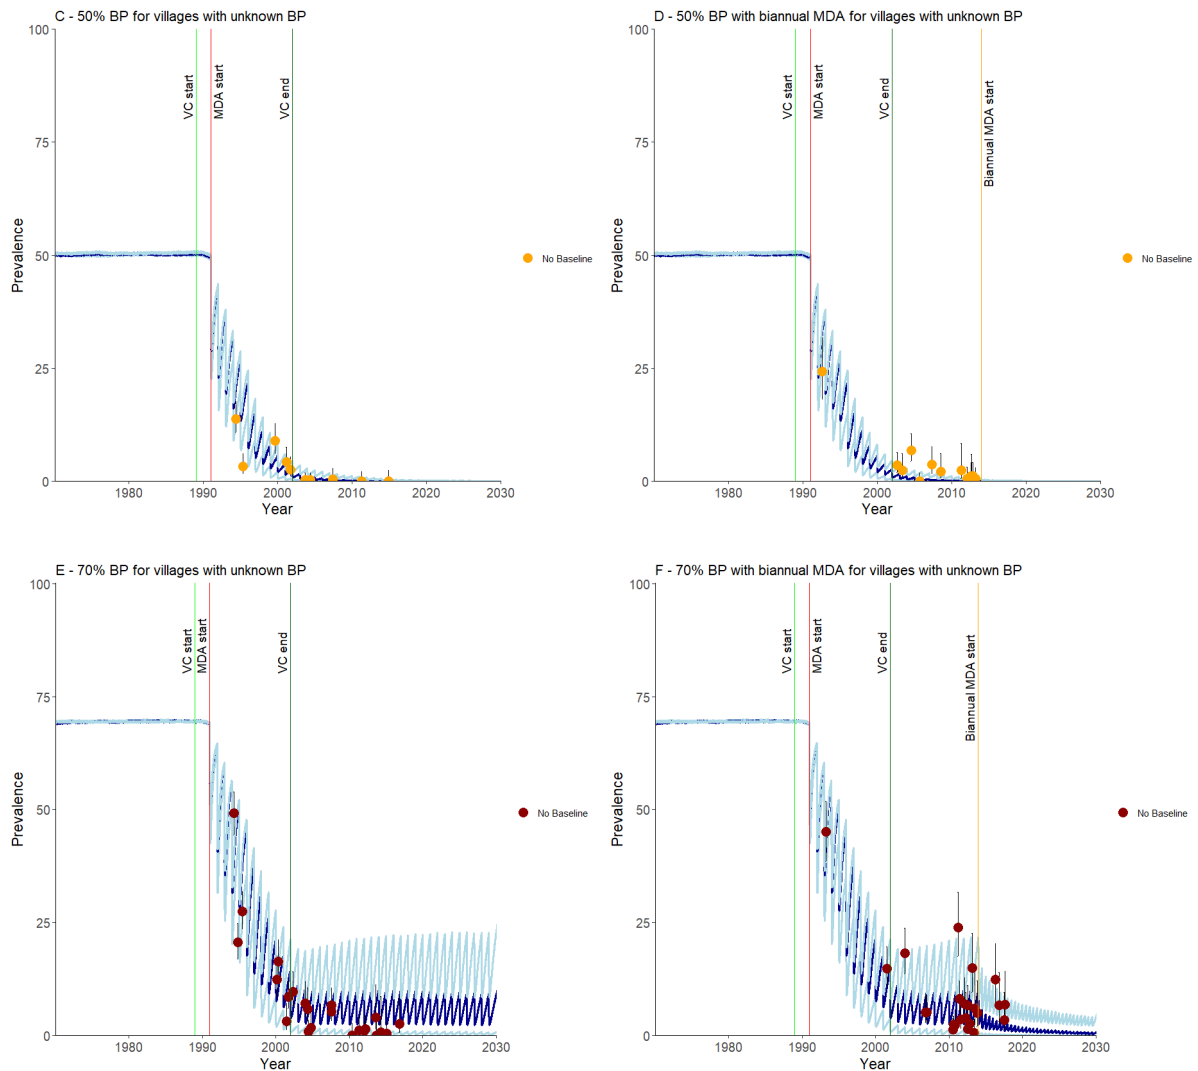 C - 50% BP for villages with unknown BP
100
75
50
25
0
Prevalence
VC start
MDA start
VC end
No Baseline
1980
1990
2000
2010
2020
2030
Year
D - 50% BP with biannual MDA for villages with unknown BP
100
75
50
25
0
Prevalence
VC start
MDA start
VC end
Biannual MDA start
No Baseline
1980
1990
2000
2010
2020
2030
Year
E - 70% BP for villages with unknown BP
100
75
50
25
0
Prevalence
VC start
MDA start
VC end
No Baseline
1980
1990
2000
2010
2020
2030
Year
F - 70% BP with biannual MDA for villages with unknown BP
100
75
50
25
0
Prevalence
VC start
MDA start
VC end
Biannual MDA start
No Baseline
1980
1990
2000
2010
2020
2030
Year